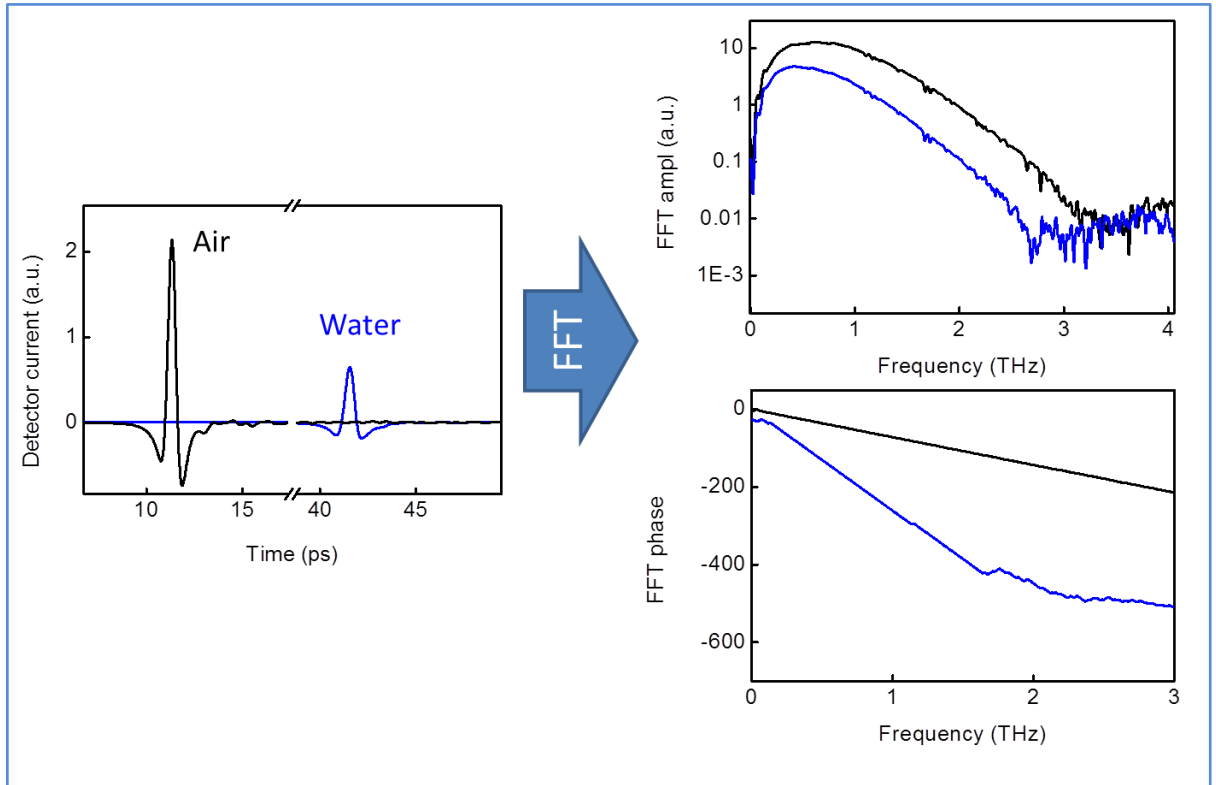 Detector current (a.u.)
2
1
0
Air
Water
10
15
40
45
Time (ps)
FFT
FFT ampl (a.u.)
10
1
0.1
0.01
1E-3
0
1
2
3
4
Frequency (THz)
FFT phase
0
-200
-400
-600
0
1
2
3
Frequency (THz)